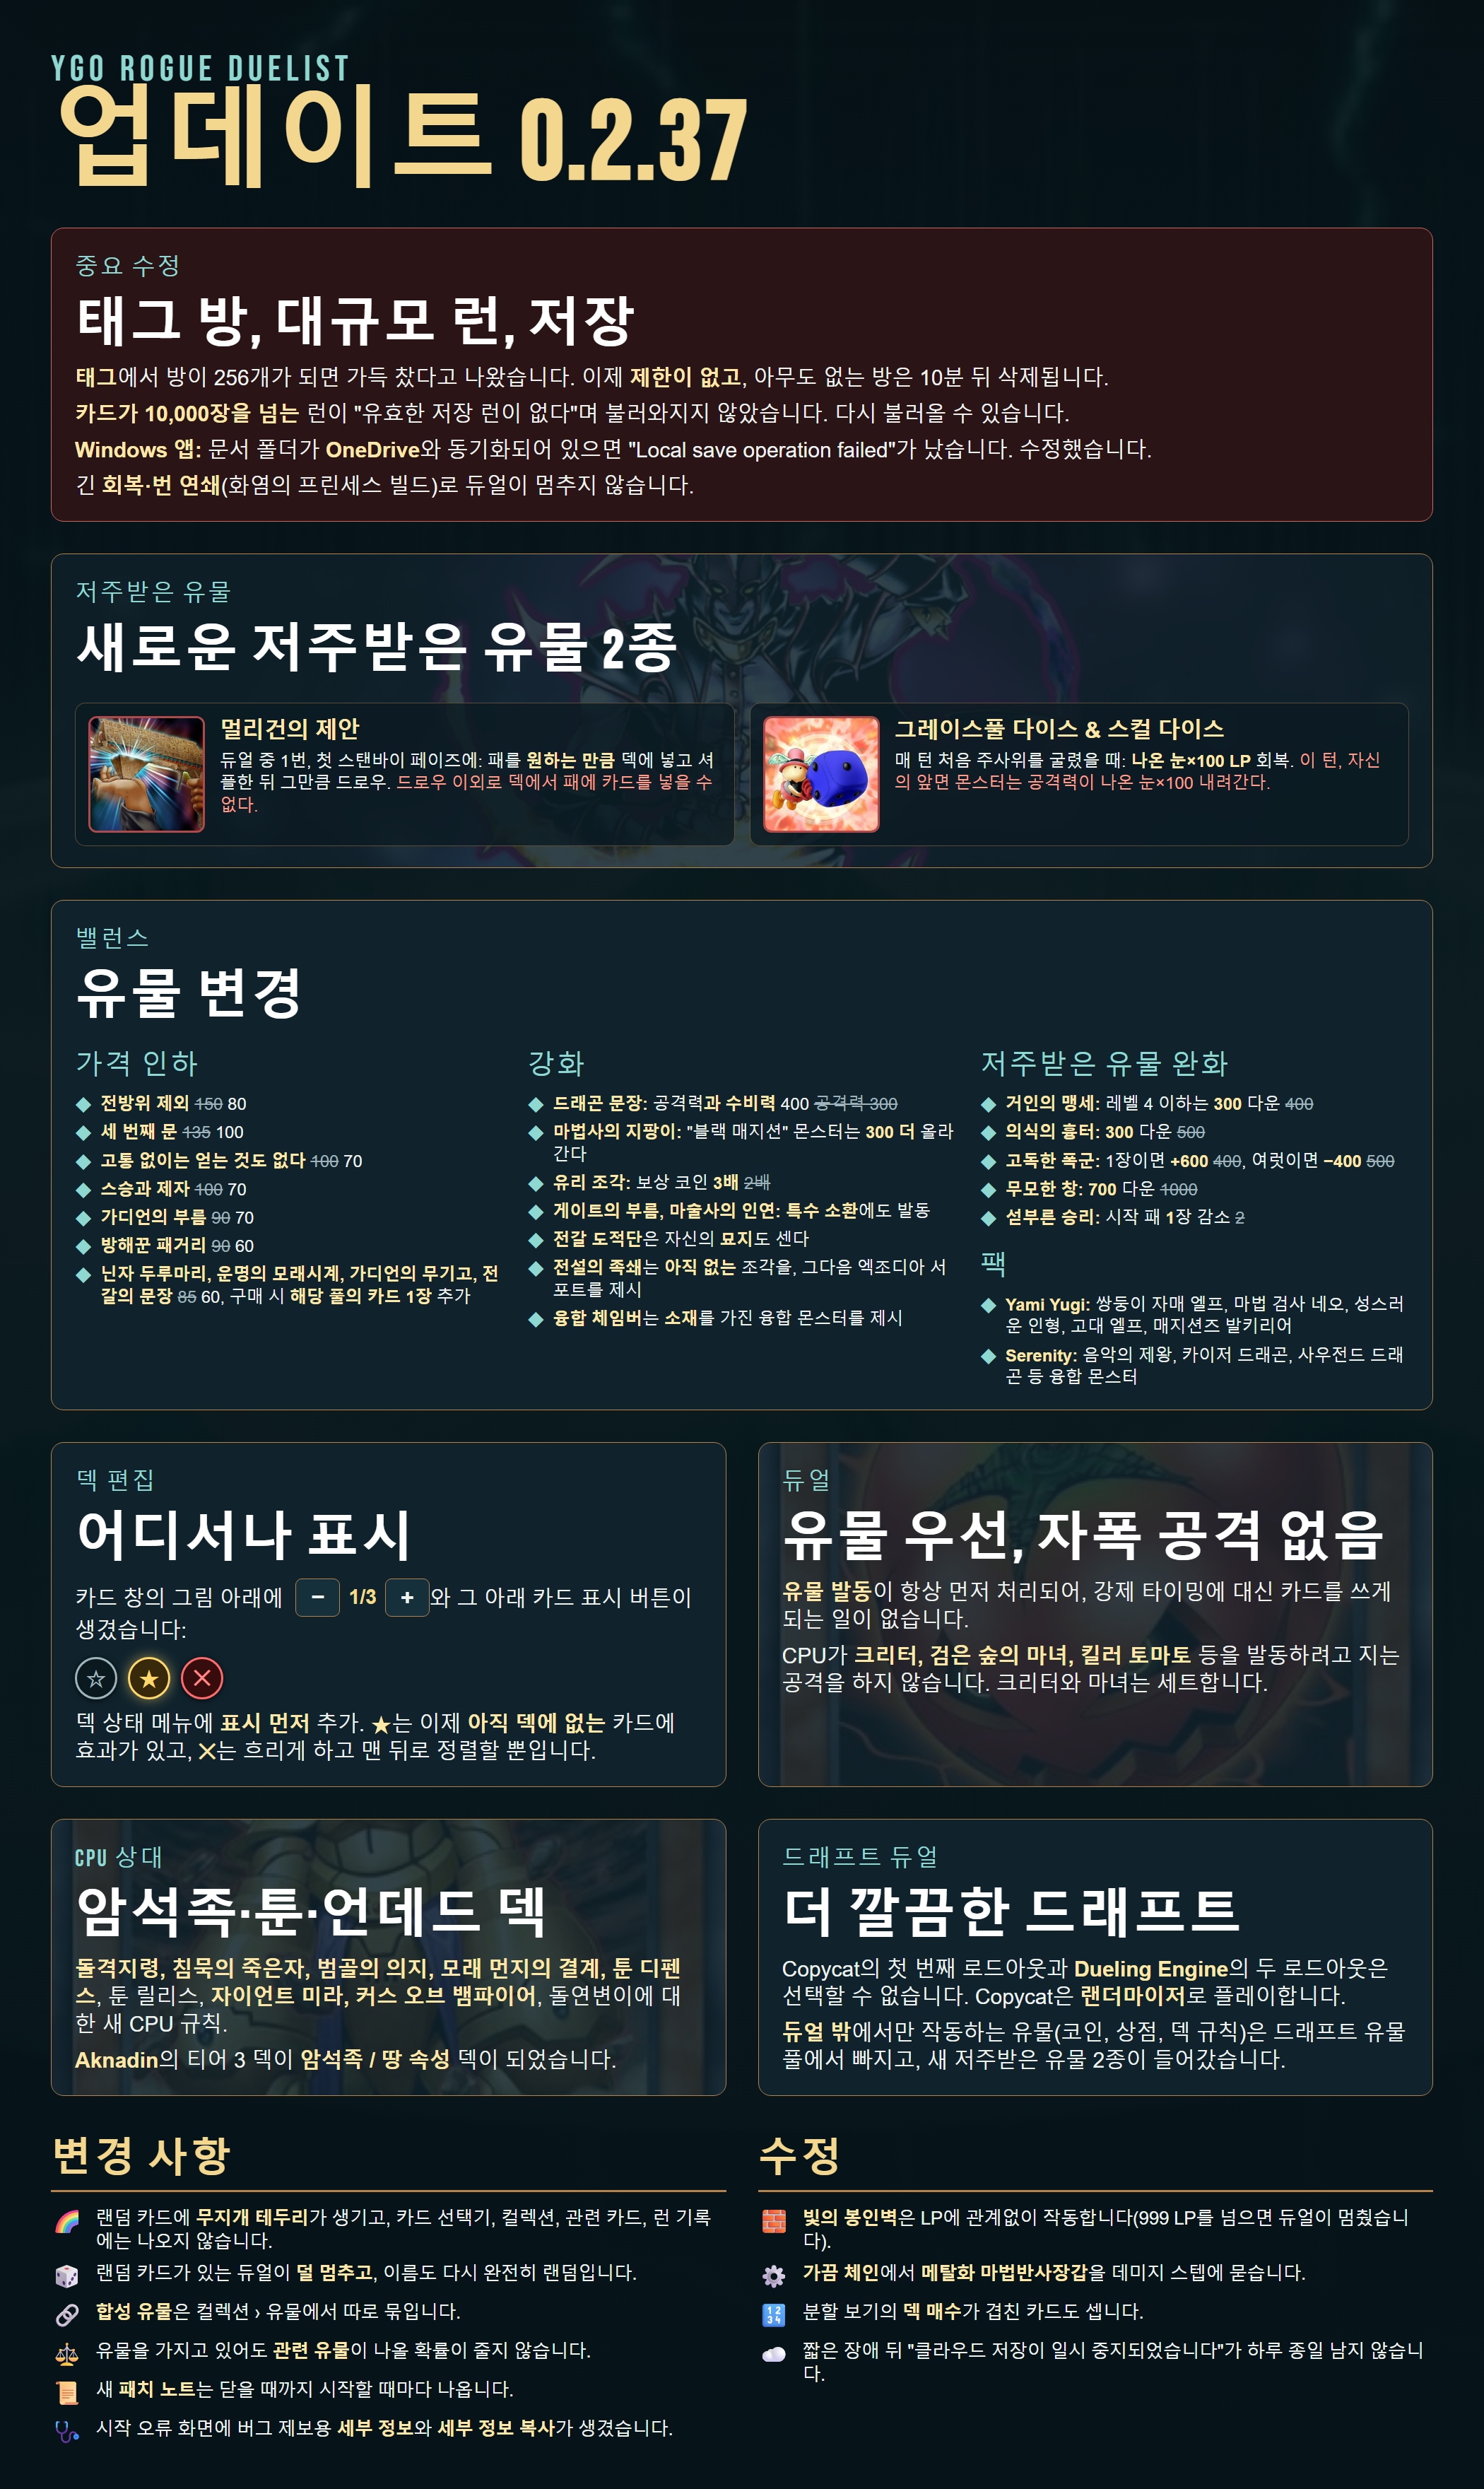 YGO ROGUE DUELIST
업데이트 0.2.37
중요 수정
태그 방, 대규모 런, 저장
태그에서 방이 256개가 되면 가득 찼다고 나왔습니다. 이제 제한이 없고, 아무도 없는 방은 10분 뒤 삭제됩니다.
카드가 10,000장을 넘는 런이 "유효한 저장 런이 없다"며 불러와지지 않았습니다. 다시 불러올 수 있습니다.
Windows 앱: 문서 폴더가 OneDrive와 동기화되어 있으면 "Local save operation failed"가 났습니다. 수정했습니다.
긴 회복·번 연쇄(화염의 프린세스 빌드)로 듀얼이 멈추지 않습니다.
저주받은 유물
새로운 저주받은 유물 2종
멀리건의 제안
듀얼 중 1번, 첫 스탠바이 페이즈에: 패를 원하는 만큼 덱에 넣고 셔
플한 뒤 그만큼 드로우. 드로우 이외로 덱에서 패에 카드를 넣을 수
없다.
그레이스풀 다이스 & 스컬 다이스
매 턴 처음 주사위를 굴렸을 때: 나온 눈×100 LP 회복. 이 턴, 자신
의 앞면 몬스터는 공격력이 나온 눈×100 내려간다.
밸런스
유물 변경
가격 인하
◆ 전방위 제외 150 80
◆ 세 번째 문 135 100
◆ 고통 없이는 얻는 것도 없다 100 70
◆ 스승과 제자 100 70
◆ 가디언의 부름 90 70
◆ 방해꾼 패거리 90 60
◆ 닌자 두루마리, 운명의 모래시계, 가디언의 무기고, 전
갈의 문장 85 60, 구매 시 해당 풀의 카드 1장 추가
강화
◆ 드래곤 문장: 공격력과 수비력 400 공격력 300
◆ 마법사의 지팡이: "블랙 매지션" 몬스터는 300 더 올라
간다
◆ 유리 조각: 보상 코인 3배 2배
◆ 게이트의 부름, 마술사의 인연: 특수 소환에도 발동
◆ 전갈 도적단은 자신의 묘지도 센다
◆ 전설의 족쇄는 아직 없는 조각을, 그다음 엑조디아 서
포트를 제시
◆ 융합 체임버는 소재를 가진 융합 몬스터를 제시
저주받은 유물 완화
◆ 거인의 맹세: 레벨 4 이하는 300 다운 400
◆ 의식의 흉터: 300 다운 500
◆ 고독한 폭군: 1장이면 +600 400, 여럿이면 −400 500
◆ 무모한 창: 700 다운 1000
◆ 섣부른 승리: 시작 패 1장 감소 2
팩
◆ Yami Yugi: 쌍둥이 자매 엘프, 마법 검사 네오, 성스러
운 인형, 고대 엘프, 매지션즈 발키리어
◆ Serenity: 음악의 제왕, 카이저 드래곤, 사우전드 드래
곤 등 융합 몬스터
덱 편집
어디서나 표시
카드 창의 그림 아래에 − 1/3 +와 그 아래 카드 표시 버튼이
생겼습니다:
☆ ★ ✕
덱 상태 메뉴에 표시 먼저 추가. ★는 이제 아직 덱에 없는 카드에
효과가 있고, ✕는 흐리게 하고 맨 뒤로 정렬할 뿐입니다.
듀얼
유물 우선, 자폭 공격 없음
유물 발동이 항상 먼저 처리되어, 강제 타이밍에 대신 카드를 쓰게
되는 일이 없습니다.
CPU가 크리터, 검은 숲의 마녀, 킬러 토마토 등을 발동하려고 지는
공격을 하지 않습니다. 크리터와 마녀는 세트합니다.
CPU 상대
암석족·툰·언데드 덱
돌격지령, 침묵의 죽은자, 범골의 의지, 모래 먼지의 결계, 툰 디펜
스, 툰 릴리스, 자이언트 미라, 커스 오브 뱀파이어, 돌연변이에 대
한 새 CPU 규칙.
Aknadin의 티어 3 덱이 암석족 / 땅 속성 덱이 되었습니다.
드래프트 듀얼
더 깔끔한 드래프트
Copycat의 첫 번째 로드아웃과 Dueling Engine의 두 로드아웃은
선택할 수 없습니다. Copycat은 랜더마이저로 플레이합니다.
듀얼 밖에서만 작동하는 유물(코인, 상점, 덱 규칙)은 드래프트 유물
풀에서 빠지고, 새 저주받은 유물 2종이 들어갔습니다.
변경 사항
랜덤 카드에 무지개 테두리가 생기고, 카드 선택기, 컬렉션, 관련 카드, 런 기록
에는 나오지 않습니다.
랜덤 카드가 있는 듀얼이 덜 멈추고, 이름도 다시 완전히 랜덤입니다.
합성 유물은 컬렉션 › 유물에서 따로 묶입니다.
유물을 가지고 있어도 관련 유물이 나올 확률이 줄지 않습니다.
새 패치 노트는 닫을 때까지 시작할 때마다 나옵니다.
시작 오류 화면에 버그 제보용 세부 정보와 세부 정보 복사가 생겼습니다.
수정
빛의 봉인벽은 LP에 관계없이 작동합니다(999 LP를 넘으면 듀얼이 멈췄습니
다).
가끔 체인에서 메탈화 마법반사장갑을 데미지 스텝에 묻습니다.
분할 보기의 덱 매수가 겹친 카드도 셉니다.
짧은 장애 뒤 "클라우드 저장이 일시 중지되었습니다"가 하루 종일 남지 않습니
다.